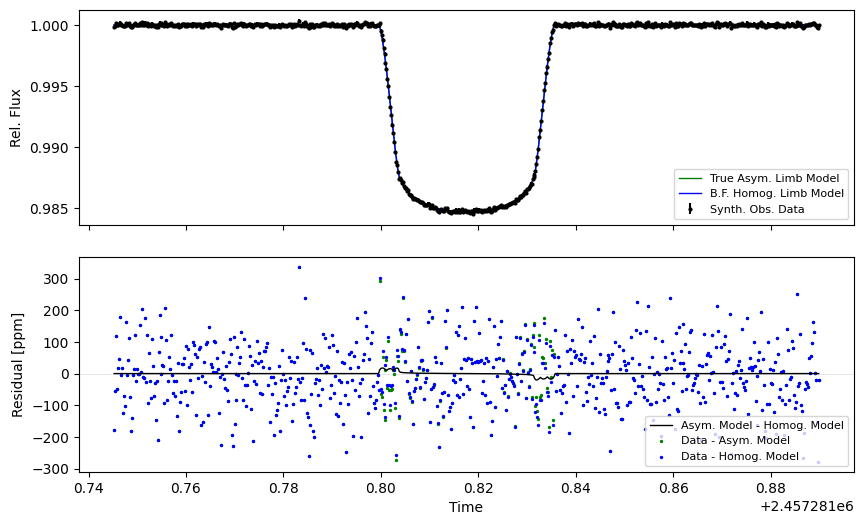 1.000
0.995
0.990
0.985
Rel. Flux
True Asym. Limb Model
B.F. Homog. Limb Model
Synth. Obs. Data
300
200
100
0
−100
−200
−300
Residual [ppm]
Asym. Model - Homog. Model
Data - Asym. Model
Data - Homog. Model
0.74 0.76 0.78 0.80 0.82 0.84 0.86 0.88
Time
+2.457281e6